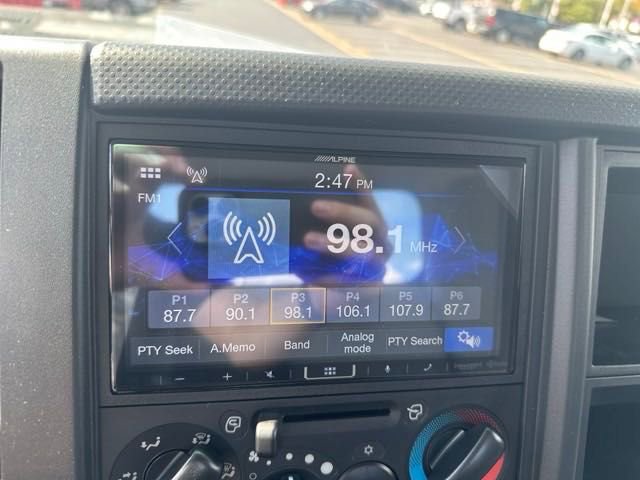 ALPINE
2:47 PM
FM1
98.1 MHz
P1 P2 P3 P4 P5 P6
87.7 90.1 98.1 106.1 107.9 87.7
PTY Seek A.Memo Band Analog mode PTY Search